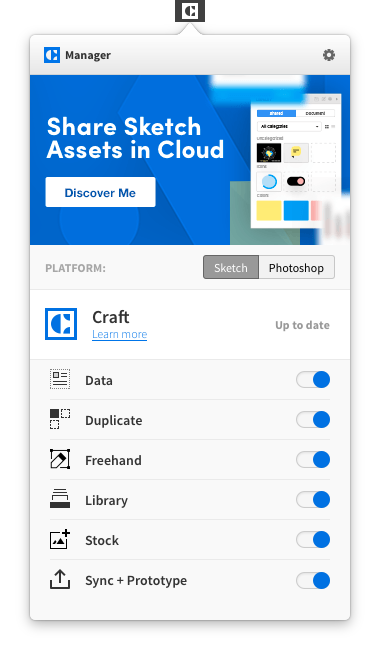 Manager
Share Sketch
Assets in Cloud
Discover Me
shared
document
All categories
Uncategorized
Icons
Colors
PLATFORM:
Sketch
Photoshop
Craft
Learn more
Up to date
Data
Duplicate
Freehand
Library
Stock
Sync + Prototype